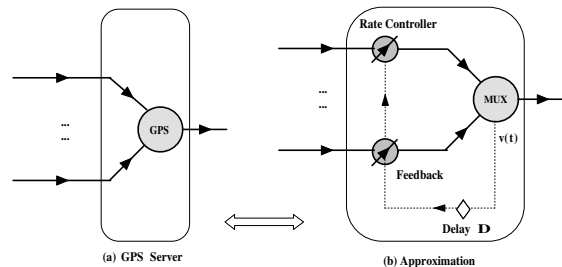 Rate Controller
...
...
...
...
GPS
MUX
v(t)
Feedback
Delay D
(a) GPS Server
(b) Approximation